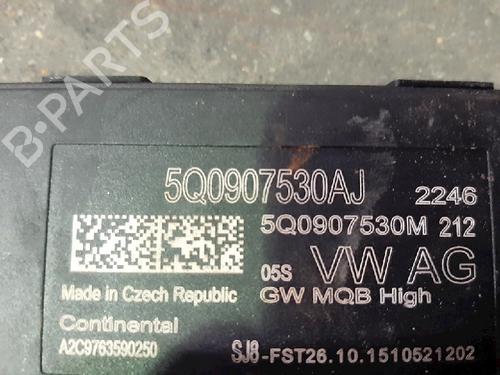 B-PARTS
5Q0907530AJ 2246
5Q0907530M 212
05S VW AG
Made in Czech Republic GW MQB High
Continental
A2C9763590250 SJ8-FST26.10.1510521202